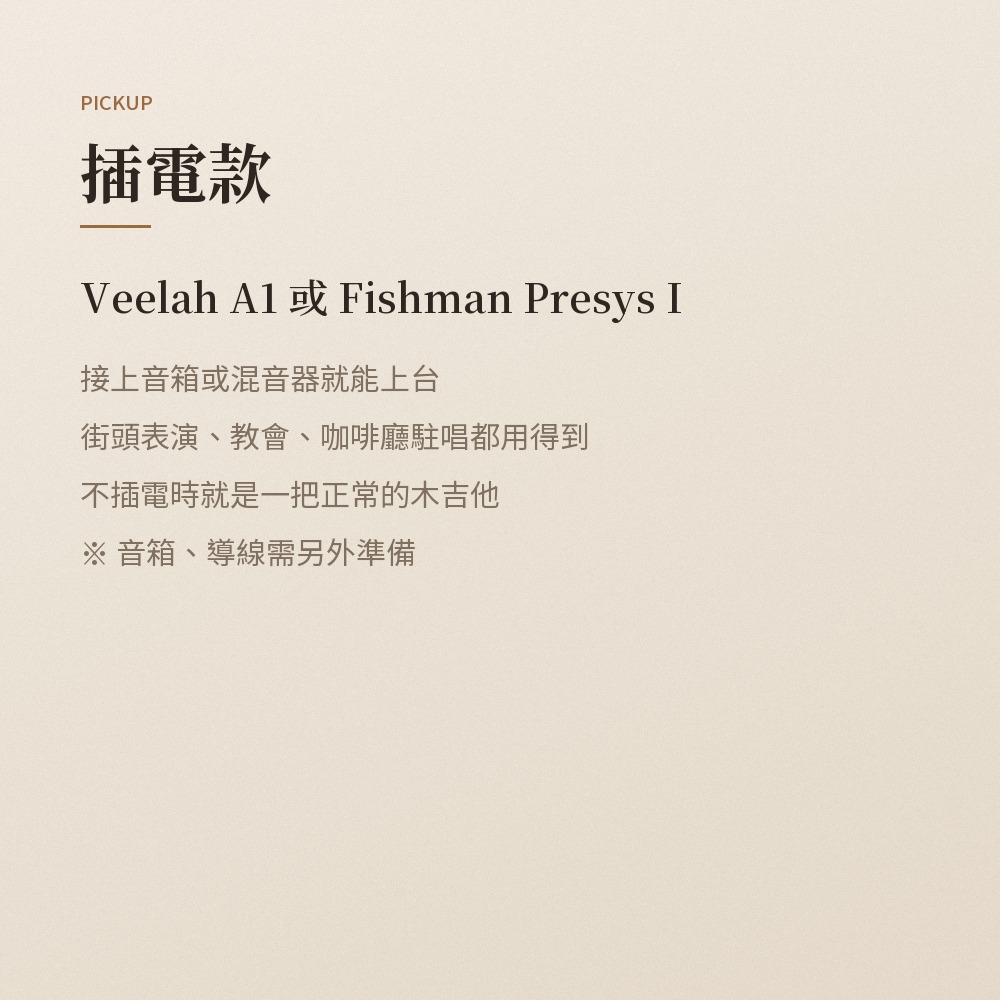 PICKUP
插電款
Veelah A1 或 Fishman Presys I
接上音箱或混音器就能上台
街頭表演、教會、咖啡廳駐唱都用得到
不插電時就是一把正常的木吉他
※ 音箱、導線需另外準備